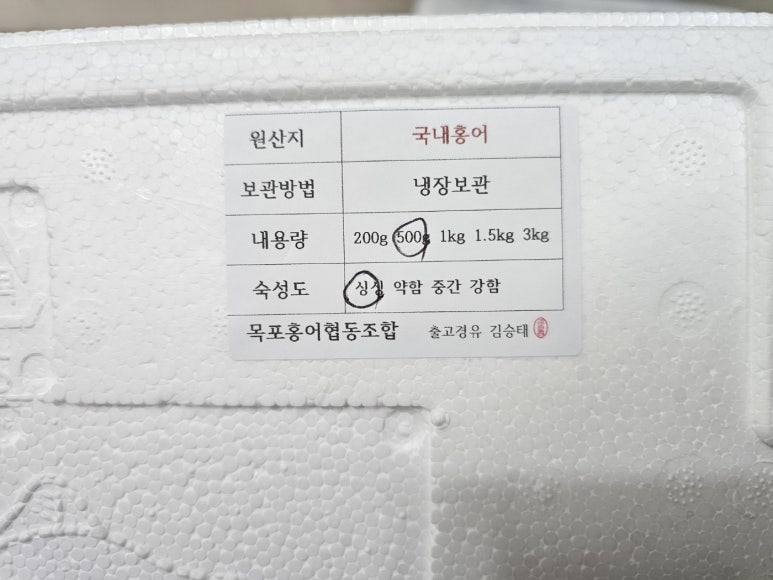 원산지 국내홍어
보관방법 냉장보관
내용량 200g 500g 1kg 1.5kg 3kg
숙성도 싱싱 약함 중간 강함
목포홍어협동조합 출고경유 김승태